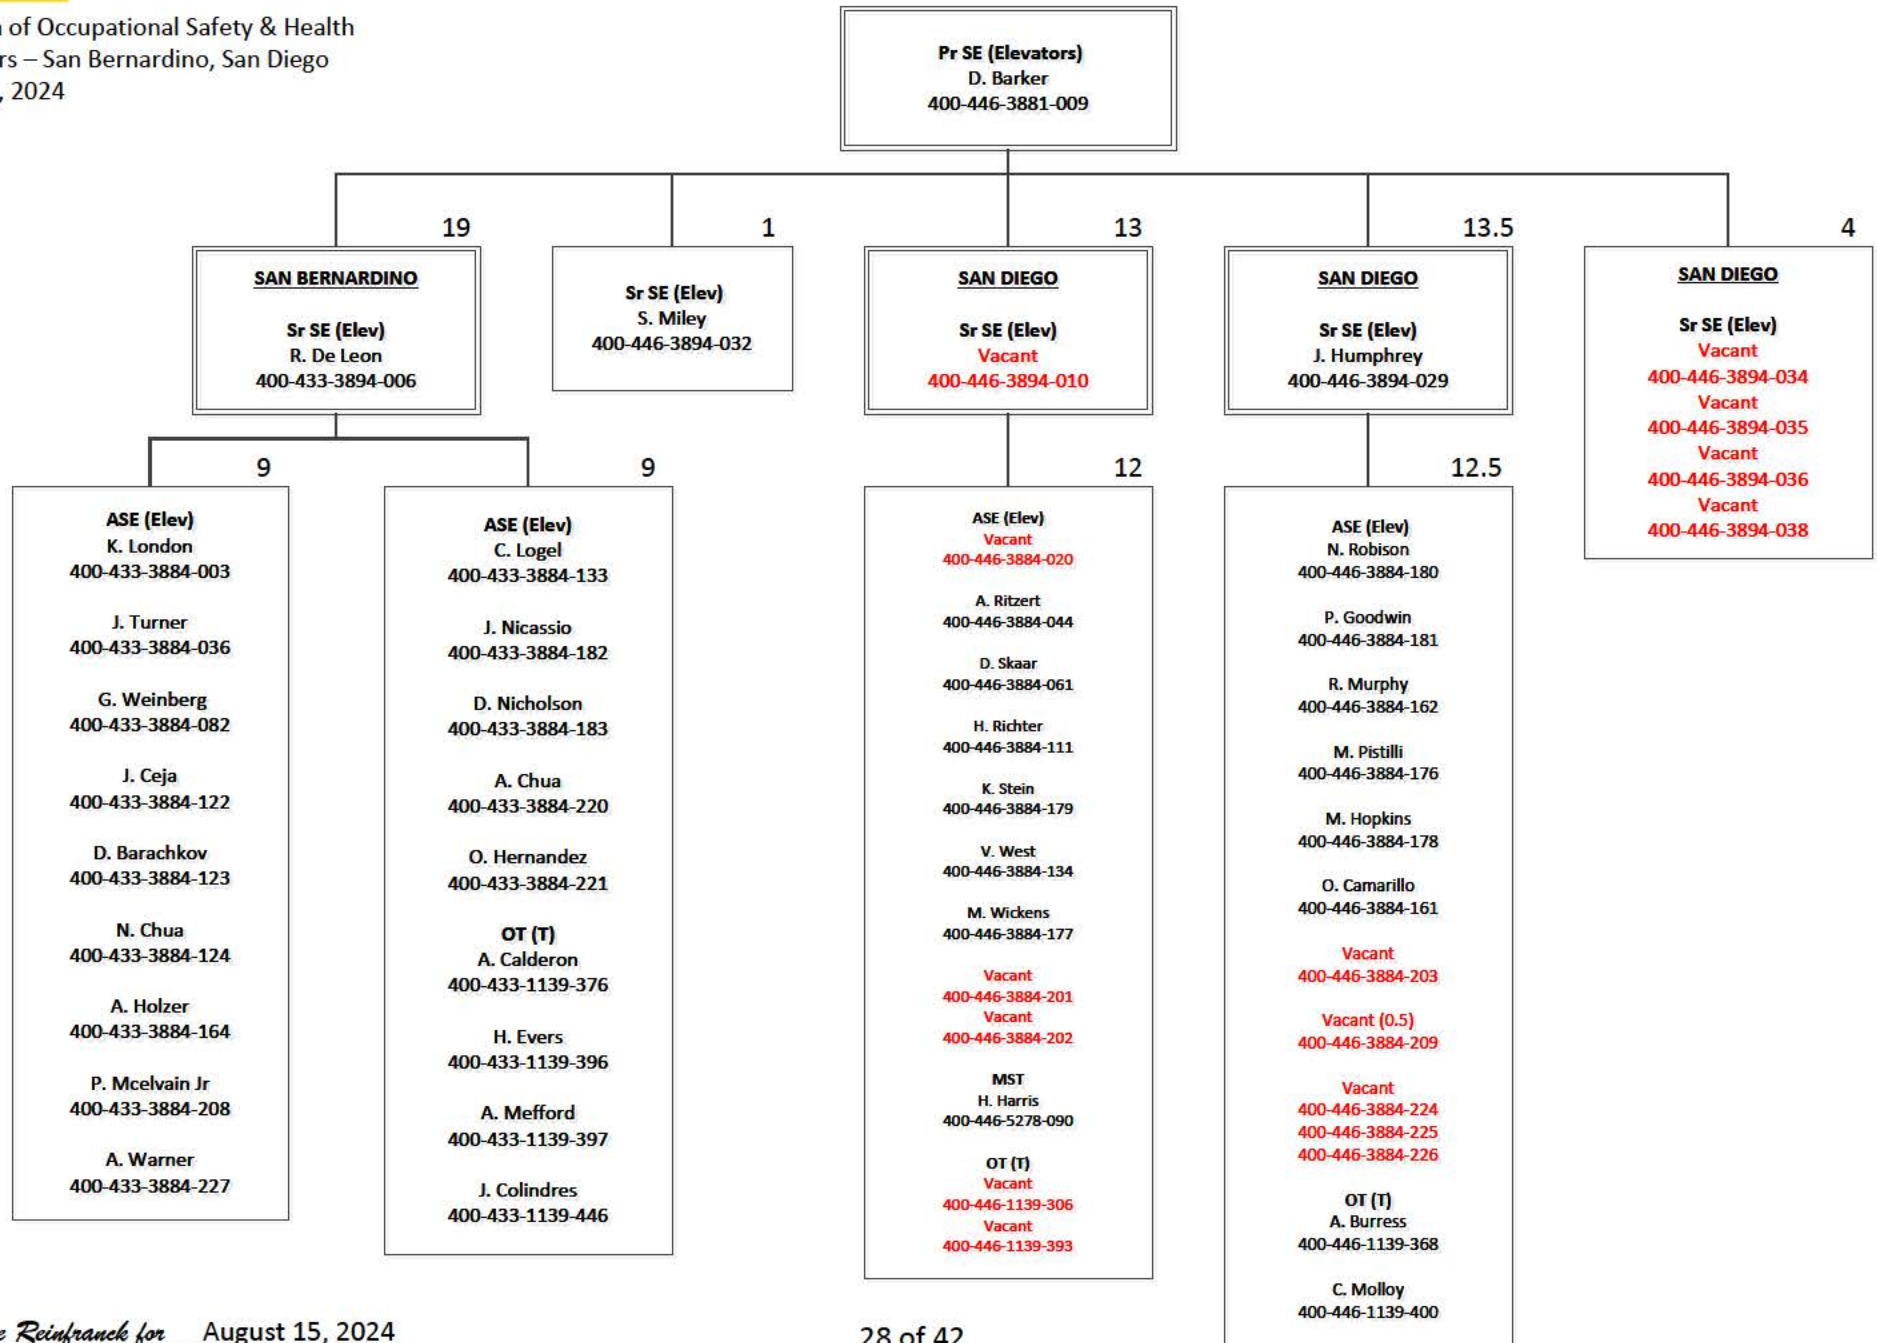 of Occupational Safety & Health
– San Bernardino, San Diego
, 2024
Pr SE (Elevators)
D. Barker
400-446-3881-009
19
SAN BERNARDINO
Sr SE (Elev)
R. De Leon
400-433-3894-006
1
Sr SE (Elev)
S. Miley
400-446-3894-032
13
SAN DIEGO
Sr SE (Elev)
Vacant
400-446-3894-010
13.5
SAN DIEGO
Sr SE (Elev)
J. Humphrey
400-446-3894-029
4
SAN DIEGO
Sr SE (Elev)
Vacant
400-446-3894-034
Vacant
400-446-3894-035
Vacant
400-446-3894-036
Vacant
400-446-3894-038
9
ASE (Elev)
K. London
400-433-3884-003
J. Turner
400-433-3884-036
G. Weinberg
400-433-3884-082
J. Ceja
400-433-3884-122
D. Barachkov
400-433-3884-123
N. Chua
400-433-3884-124
A. Holzer
400-433-3884-164
P. Mcelvain Jr
400-433-3884-208
A. Warner
400-433-3884-227
9
ASE (Elev)
C. Logel
400-433-3884-133
J. Nicassio
400-433-3884-182
D. Nicholson
400-433-3884-183
A. Chua
400-433-3884-220
O. Hernandez
400-433-3884-221
OT (T)
A. Calderon
400-433-1139-376
H. Evers
400-433-1139-396
A. Mefford
400-433-1139-397
J. Colindres
400-433-1139-446
12
ASE (Elev)
Vacant
400-446-3884-020
A. Ritzert
400-446-3884-044
D. Skaar
400-446-3884-061
H. Richter
400-446-3884-111
K. Stein
400-446-3884-179
V. West
400-446-3884-134
M. Wickens
400-446-3884-177
Vacant
400-446-3884-201
Vacant
400-446-3884-202
MST
H. Harris
400-446-5278-090
OT (T)
Vacant
400-446-1139-306
Vacant
400-446-1139-393
12.5
ASE (Elev)
N. Robison
400-446-3884-180
P. Goodwin
400-446-3884-181
R. Murphy
400-446-3884-162
M. Pistilli
400-446-3884-176
M. Hopkins
400-446-3884-178
O. Camarillo
400-446-3884-161
Vacant
400-446-3884-203
Vacant (0.5)
400-446-3884-209
Vacant
400-446-3884-224
400-446-3884-225
400-446-3884-226
OT (T)
A. Burress
400-446-1139-368
C. Molloy
400-446-1139-400
Reinfranck for August 15, 2024
28 of 42